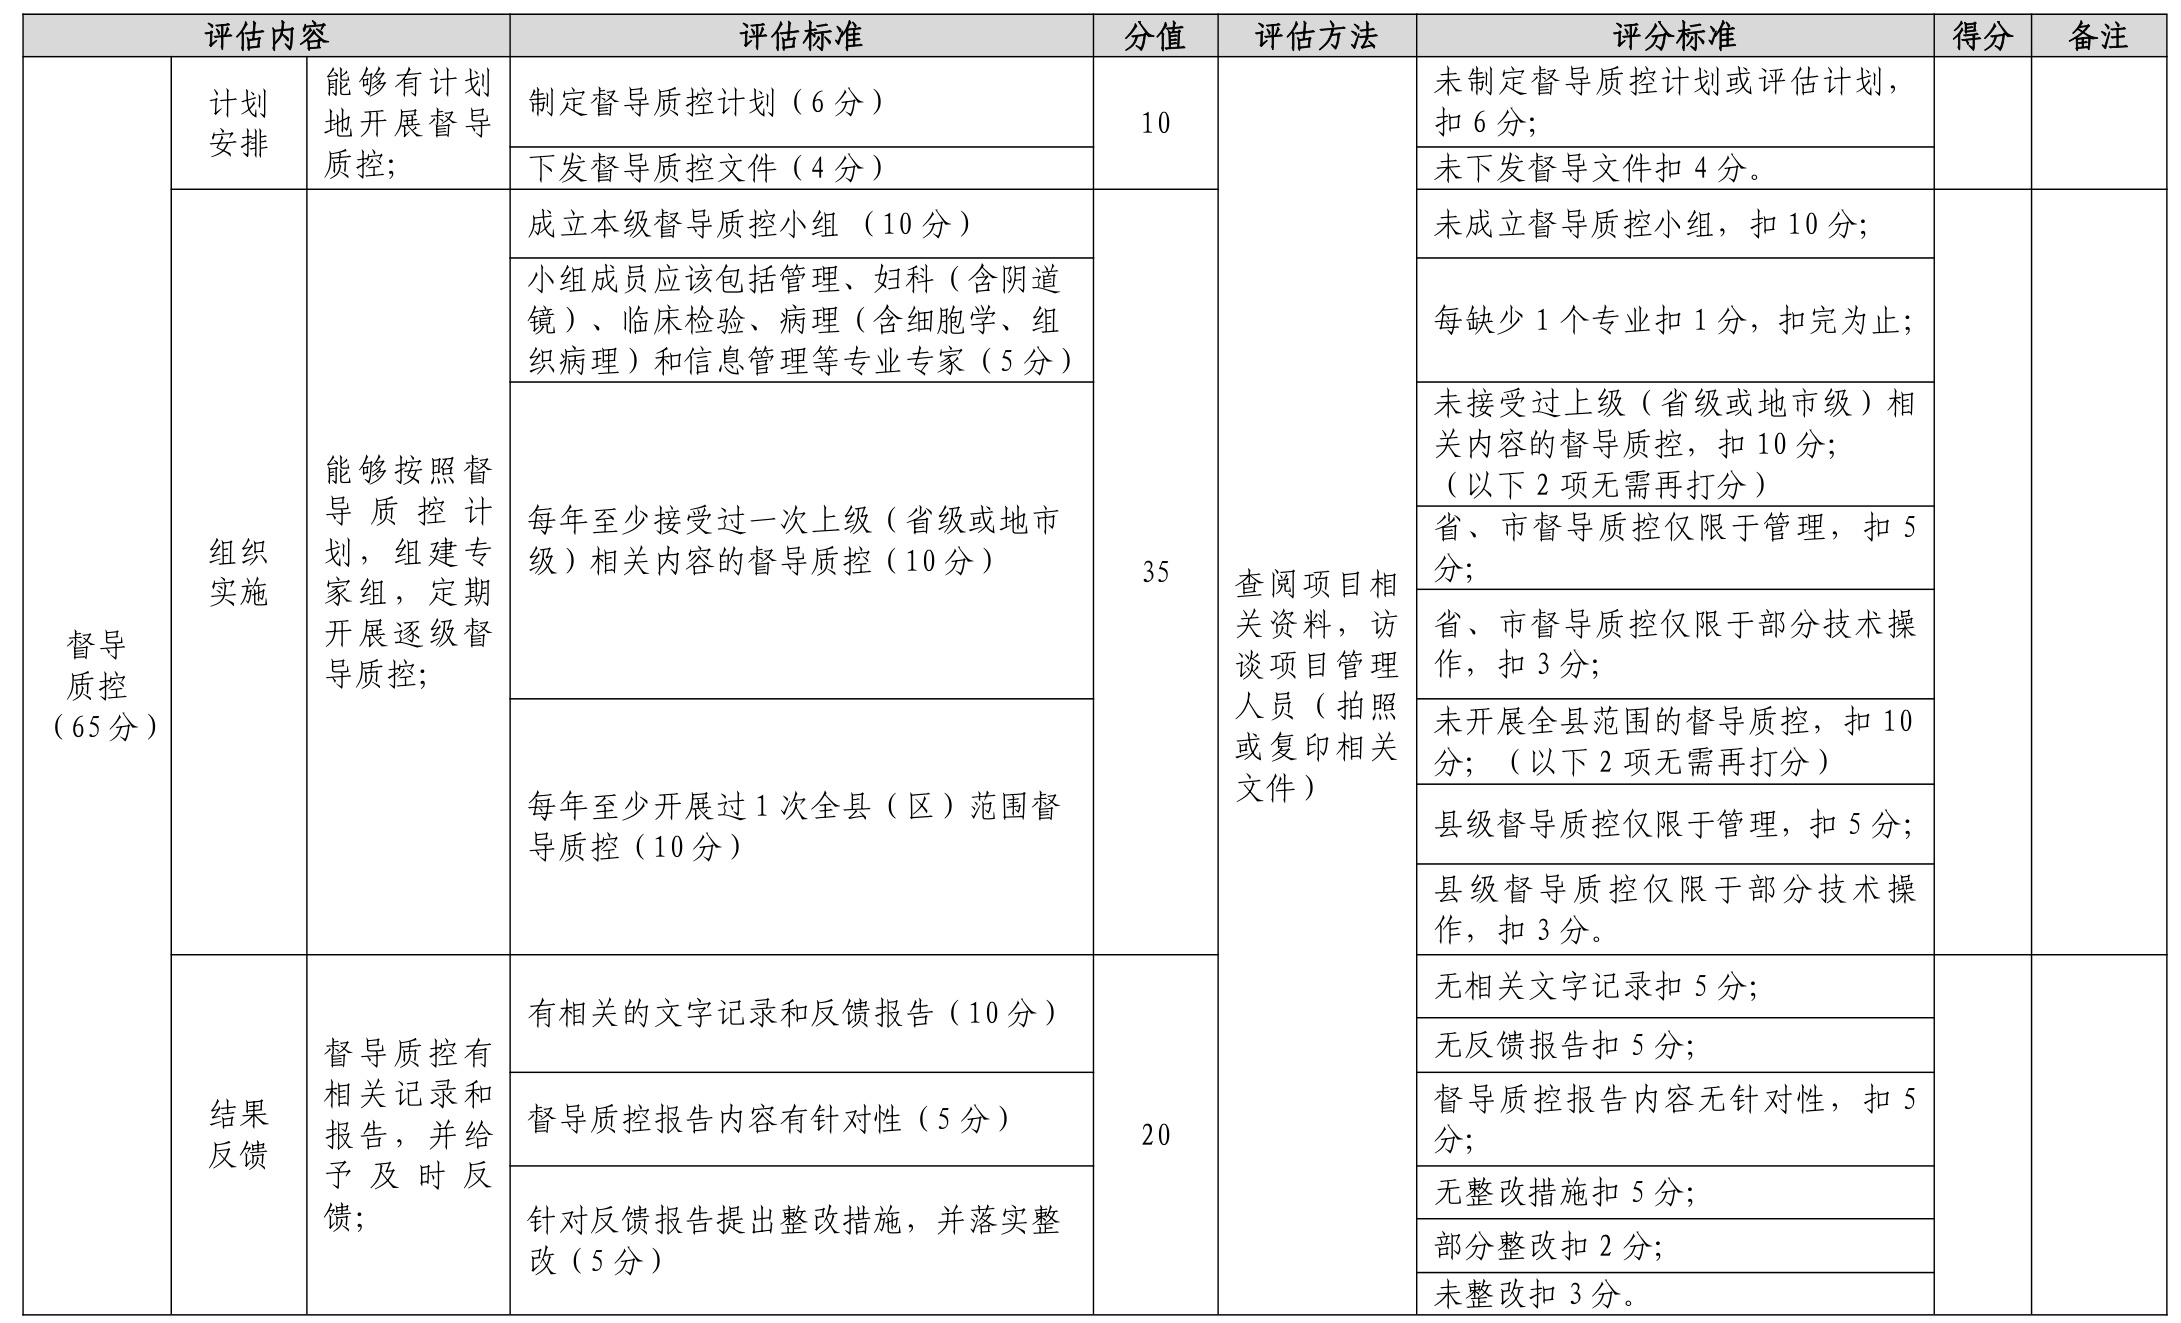 评估内容
评估标准
分值
评估方法
评分标准
得分
备注
督导
质控
（65分）
计划
安排
能够有计划
地开展督导
质控；
制定督导质控计划（6分）
下发督导质控文件（4分）
10
查阅项目相
关资料，访
谈项目管理
人员（拍照
或复印相关
文件）
未制定督导质控计划或评估计划，
扣6分；
未下发督导文件扣4分。
组织
实施
能够按照督
导质控计
划，组建专
家组，定期
开展逐级督
导质控；
成立本级督导质控小组（10分）
未成立督导质控小组，扣10分；
小组成员应该包括管理、妇科（含阴道
镜）、临床检验、病理（含细胞学、组
织病理）和信息管理等专业专家（5分）
每缺少1个专业扣1分，扣完为止；
每年至少接受过一次上级（省级或地市
级）相关内容的督导质控（10分）
35
未接受过上级（省级或地市级）相
关内容的督导质控，扣10分；
（以下2项无需再打分）
省、市督导质控仅限于管理，扣5
分；
省、市督导质控仅限于部分技术操
作，扣3分；
每年至少开展过1次全县（区）范围督
导质控（10分）
未开展全县范围的督导质控，扣10
分；（以下2项无需再打分）
县级督导质控仅限于管理，扣5分；
县级督导质控仅限于部分技术操
作，扣3分。
结果
反馈
督导质控有
相关记录和
报告，并给
予及时反
馈；
有相关的文字记录和反馈报告（10分）
20
无相关文字记录扣5分；
无反馈报告扣5分；
督导质控报告内容有针对性（5分）
督导质控报告内容无针对性，扣5
分；
针对反馈报告提出整改措施，并落实整
改（5分）
无整改措施扣5分；
部分整改扣2分；
未整改扣3分。